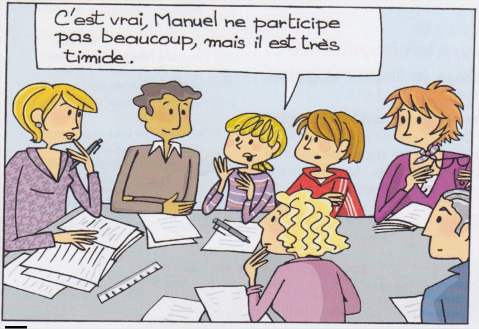 C'est vrai, Manuel ne participe
pas beaucoup, mais il est très
timide.